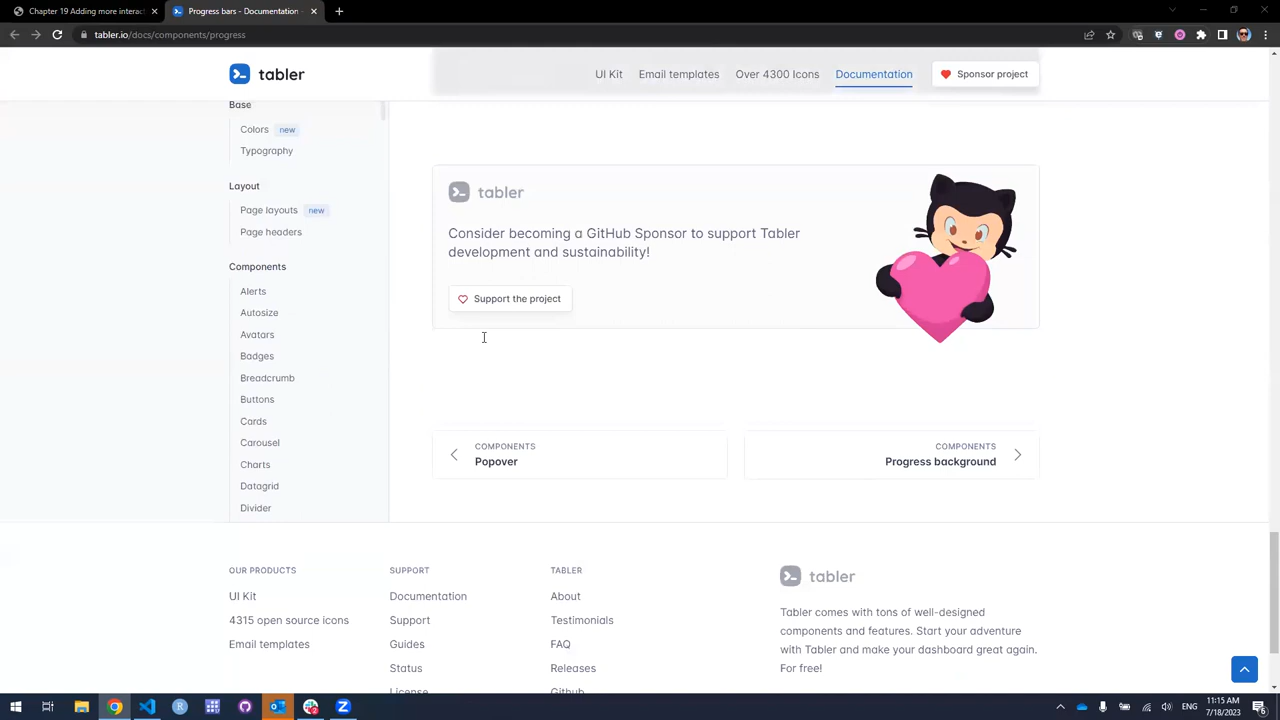 Chapter 19 Adding more interac
Progress bars - Documentation -
tabler.io/docs/components/progress
tabler
UI Kit
Email templates
Over 4300 Icons
Documentation
Sponsor project
Base
Colors new
Typography
Layout
Page layouts new
Page headers
Components
Alerts
Autosize
Avatars
Badges
Breadcrumb
Buttons
Cards
Carousel
Charts
Datagrid
Divider
tabler
Consider becoming a GitHub Sponsor to support Tabler
development and sustainability!
Support the project
COMPONENTS
Popover
COMPONENTS
Progress background
OUR PRODUCTS
UI Kit
4315 open source icons
Email templates
SUPPORT
Documentation
Support
Guides
Status
License
TABLER
About
Testimonials
FAQ
Releases
Github
tabler
Tabler comes with tons of well-designed
components and features. Start your adventure
with Tabler and make your dashboard great again.
For free!
ENG
11:15 AM
7/18/2023